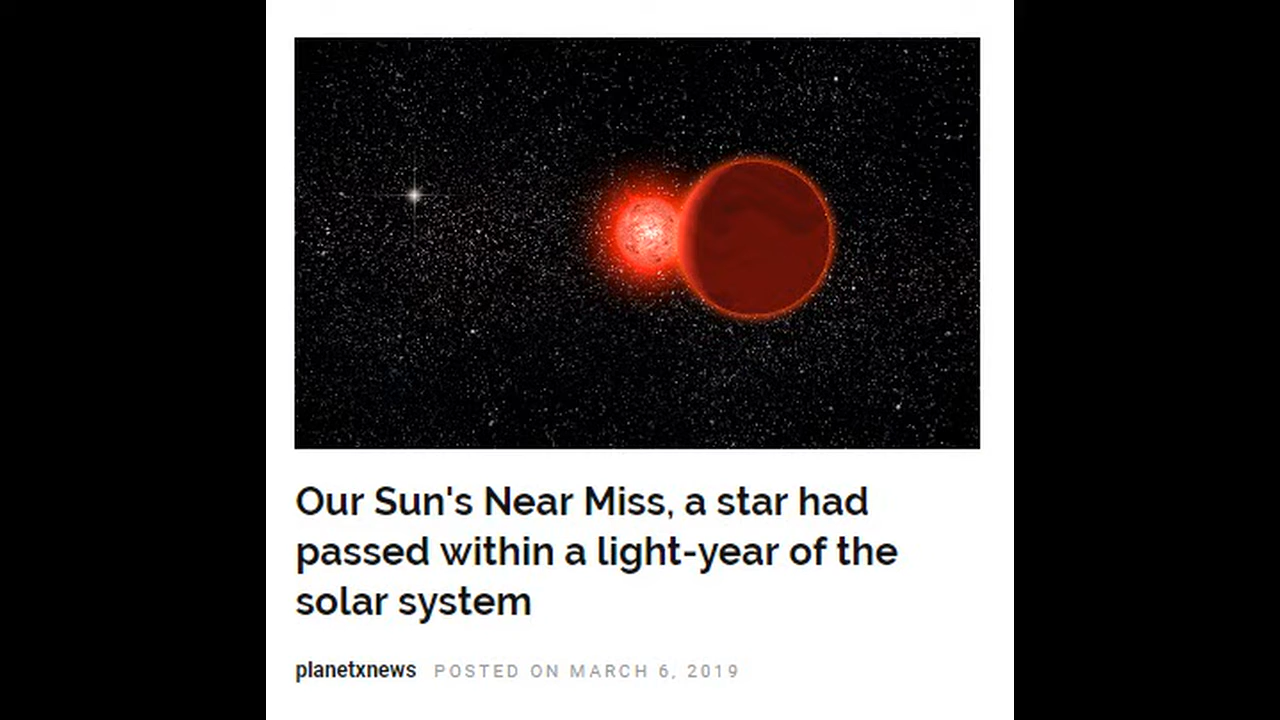 Our Sun's Near Miss, a star had
passed within a light-year of the
solar system
planetxnews POSTED ON MARCH 6, 2019